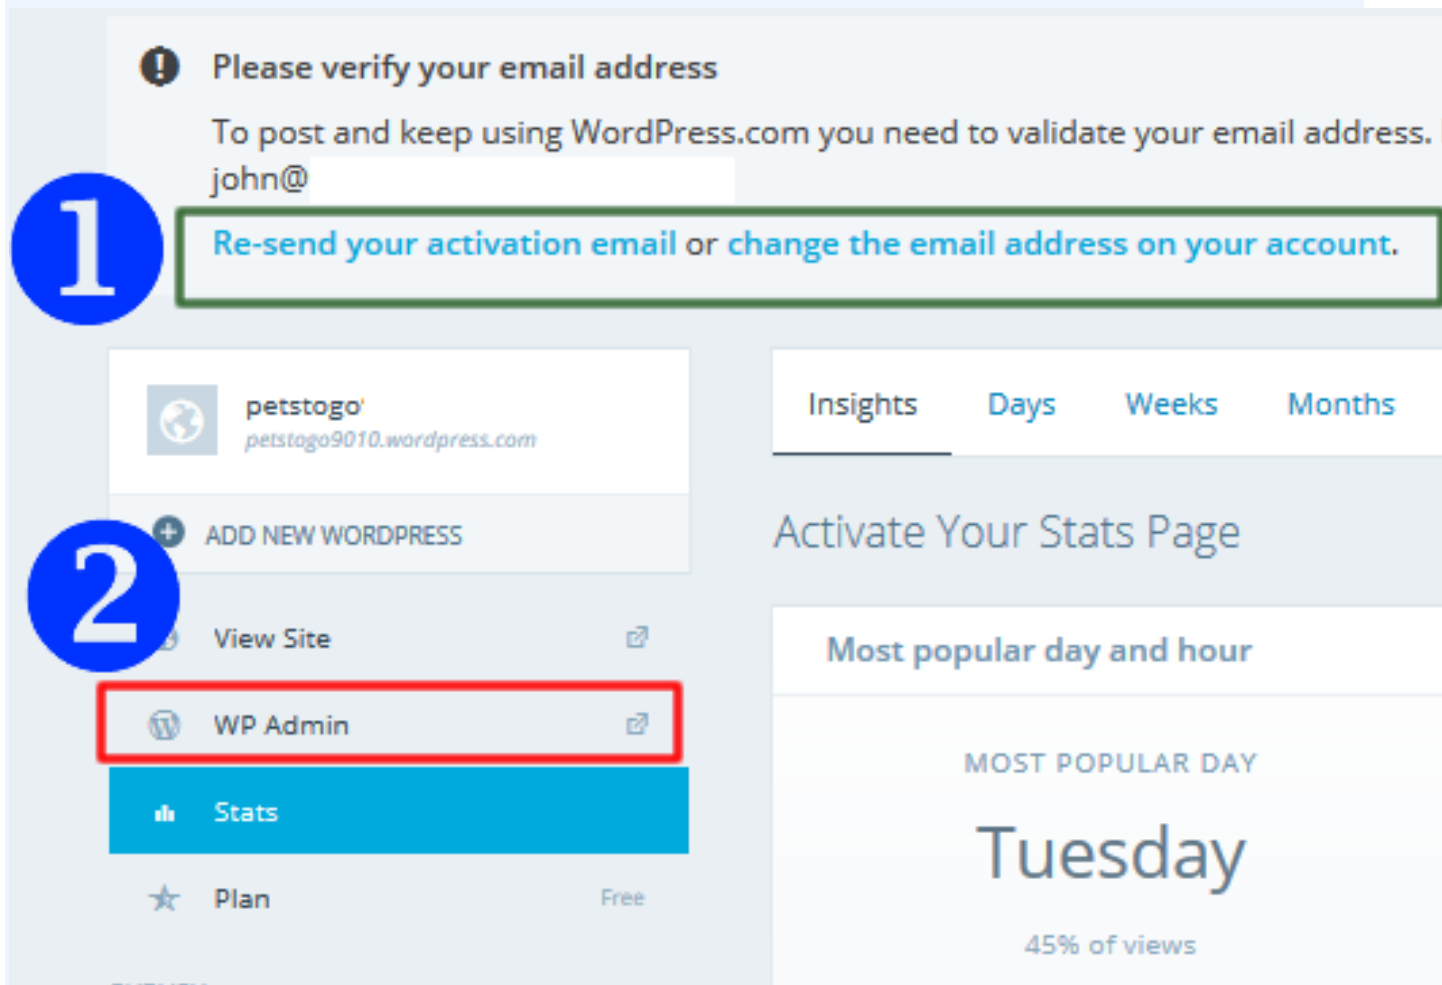 Please verify your email address
To post and keep using WordPress.com you need to validate your email address.
john@
1
Re-send your activation email or change the email address on your account.
petstogo
petstogo9010.wordpress.com
ADD NEW WORDPRESS
2
View Site
WP Admin
Stats
Plan Free
Insights Days Weeks Months
Activate Your Stats Page
Most popular day and hour
MOST POPULAR DAY
Tuesday
45% of views